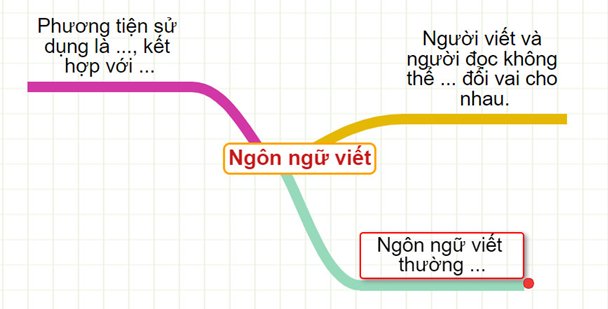 Phương tiện sử
dụng là ..., kết
hợp với ...
Người viết và
người đọc không
thể ... đổi vai cho
nhau.
Ngôn ngữ viết
Ngôn ngữ viết
thường ...